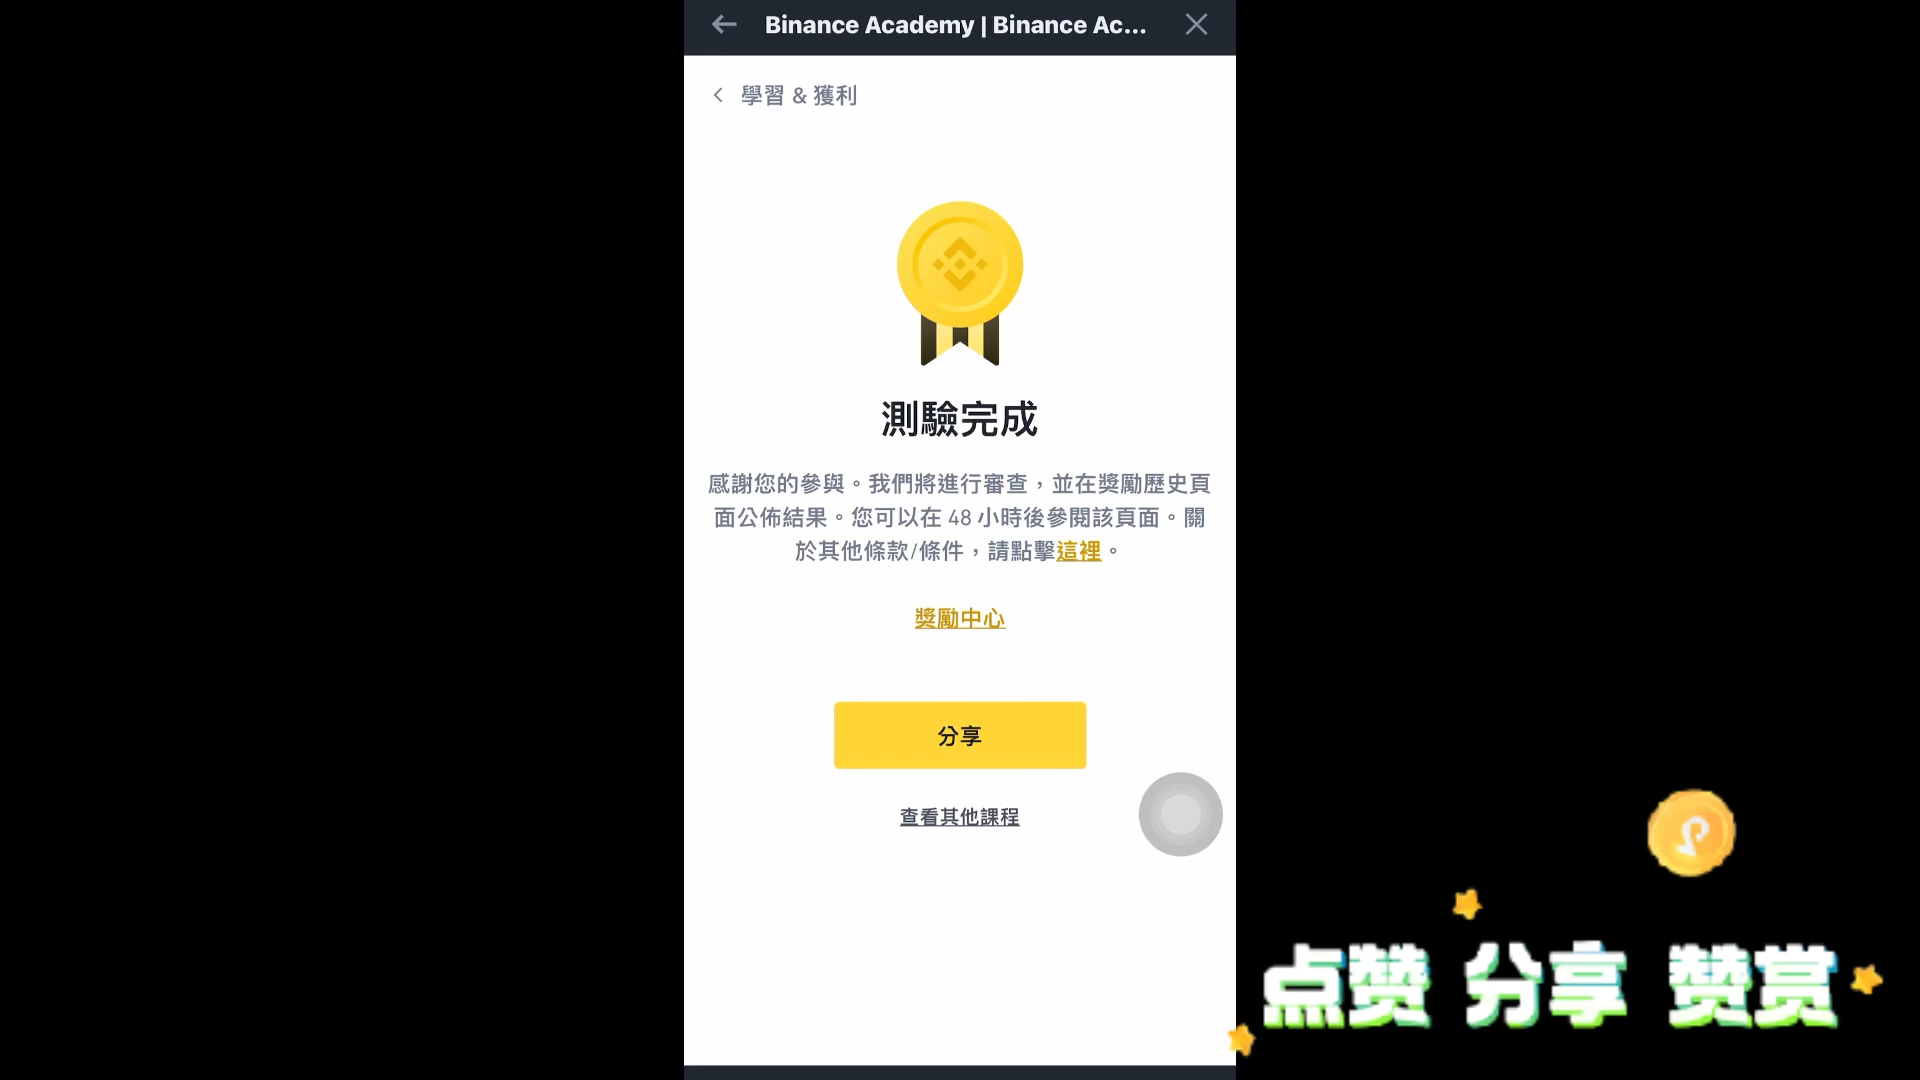 Binance Academy | Binance Ac...
學習 & 獲利
測驗完成
感謝您的參與。我們將進行審查，並在獎勵歷史頁
面公佈結果。您可以在 48 小時後參閱該頁面。關
於其他條款/條件，請點擊這裡。
獎勵中心
分享
查看其他課程
点赞 分享 赞赏